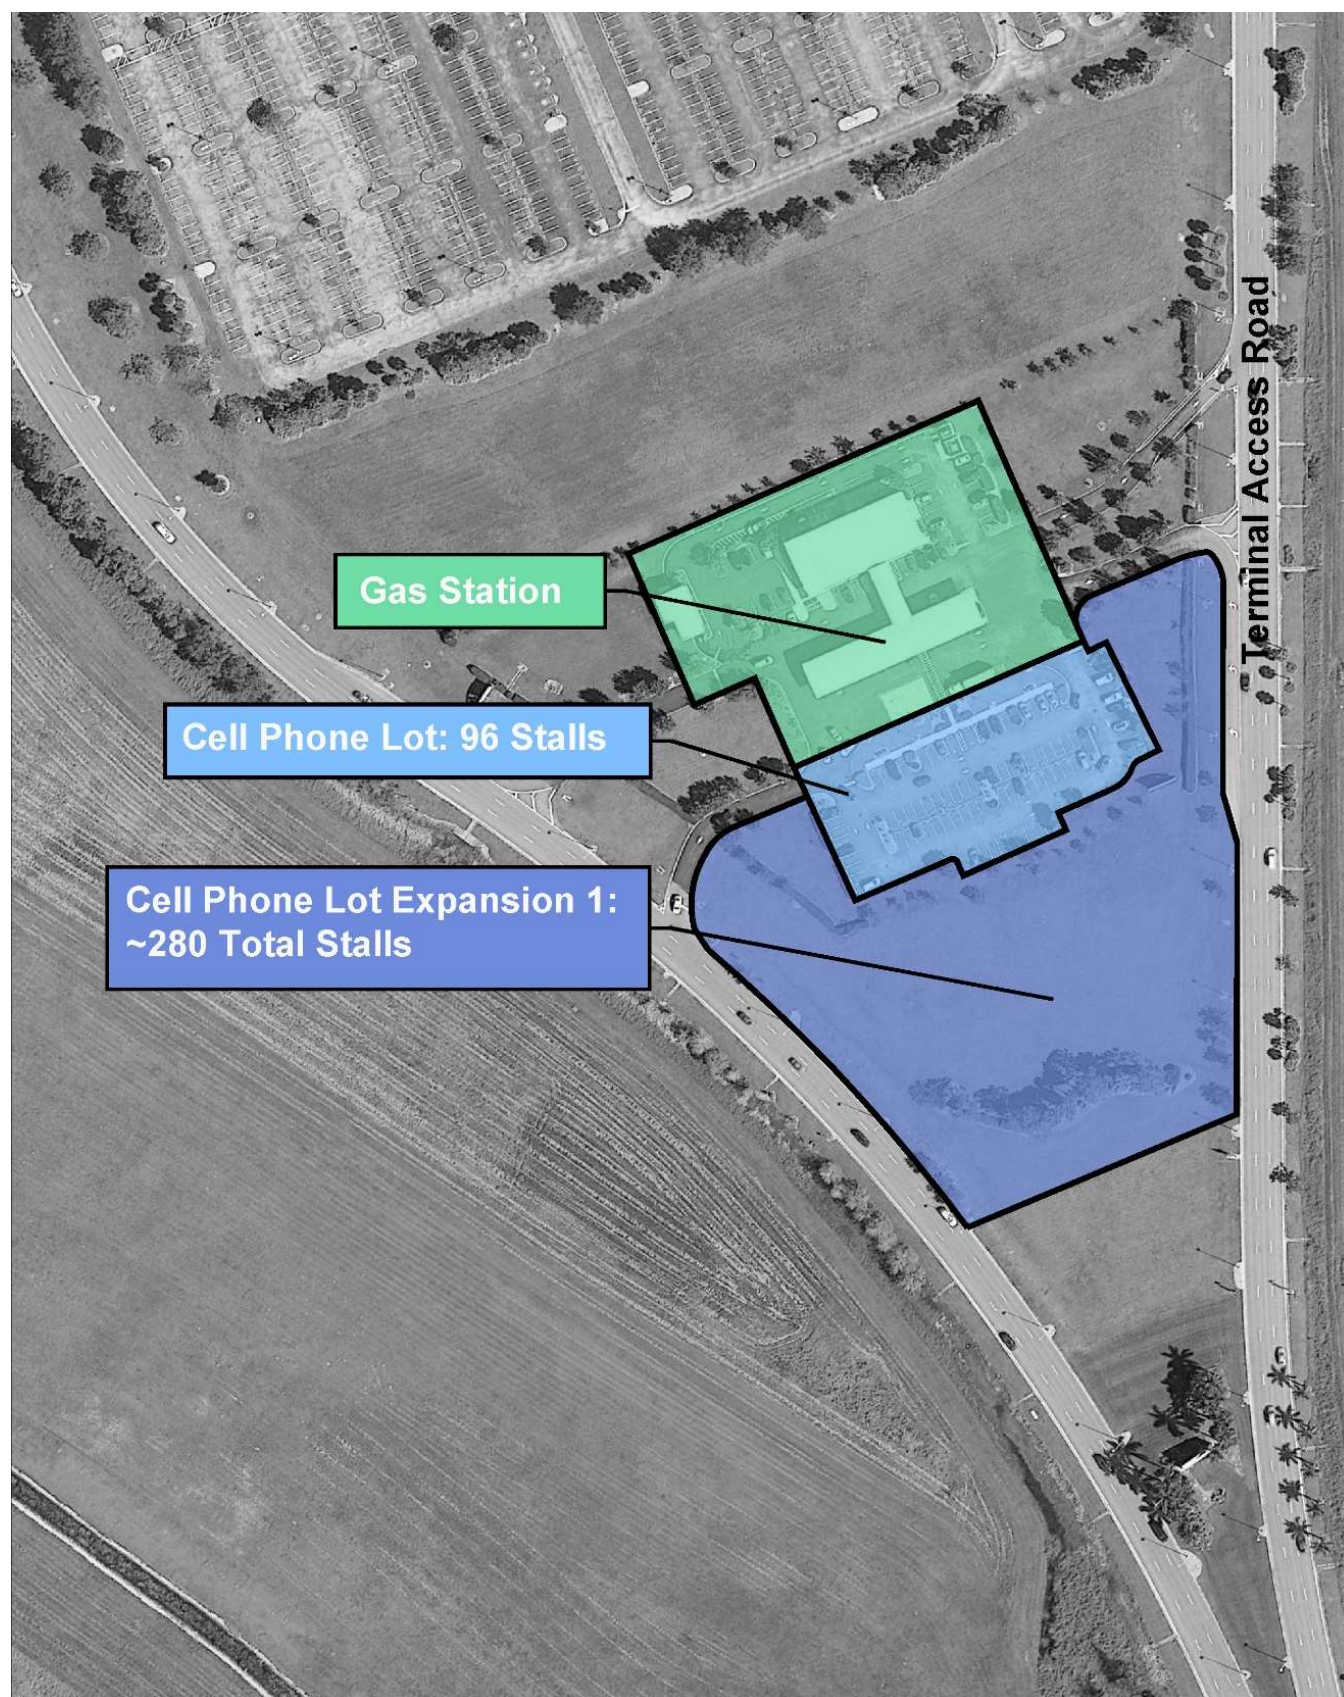 Terminal Access Road
Gas Station
Cell Phone Lot: 96 Stalls
Cell Phone Lot Expansion 1:
~280 Total Stalls